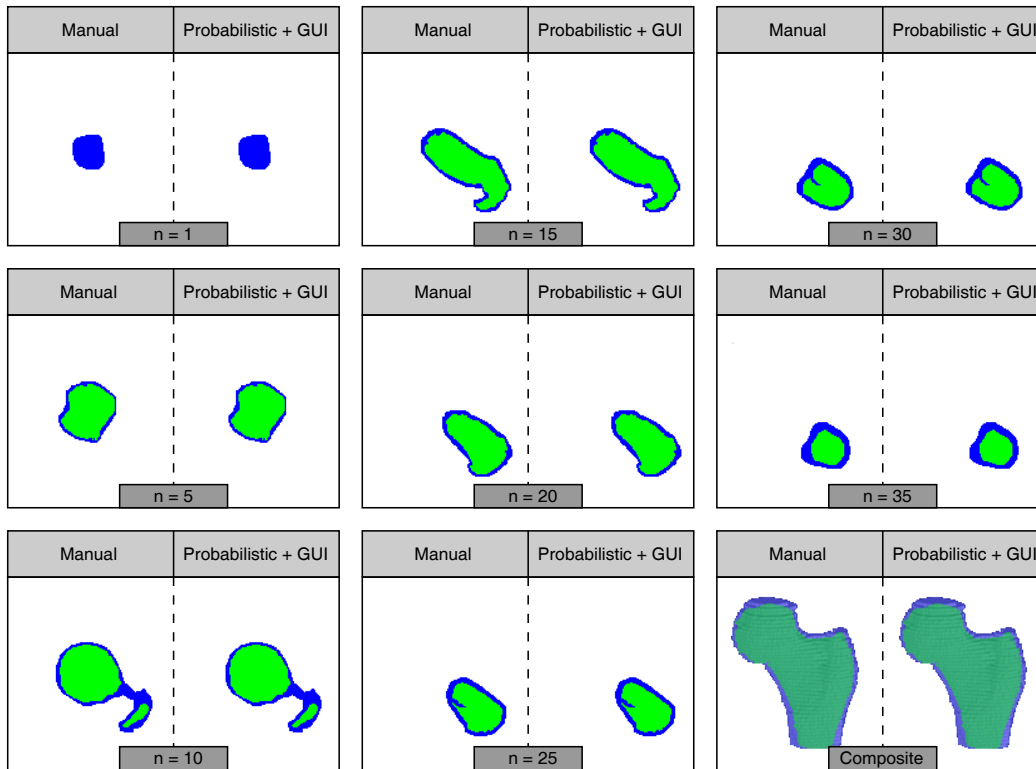 Manual Probabilistic + GUI
n = 1
Manual Probabilistic + GUI
n = 15
Manual Probabilistic + GUI
n = 30
Manual Probabilistic + GUI
n = 5
Manual Probabilistic + GUI
n = 20
Manual Probabilistic + GUI
n = 35
Manual Probabilistic + GUI
n = 10
Manual Probabilistic + GUI
n = 25
Manual Probabilistic + GUI
Composite